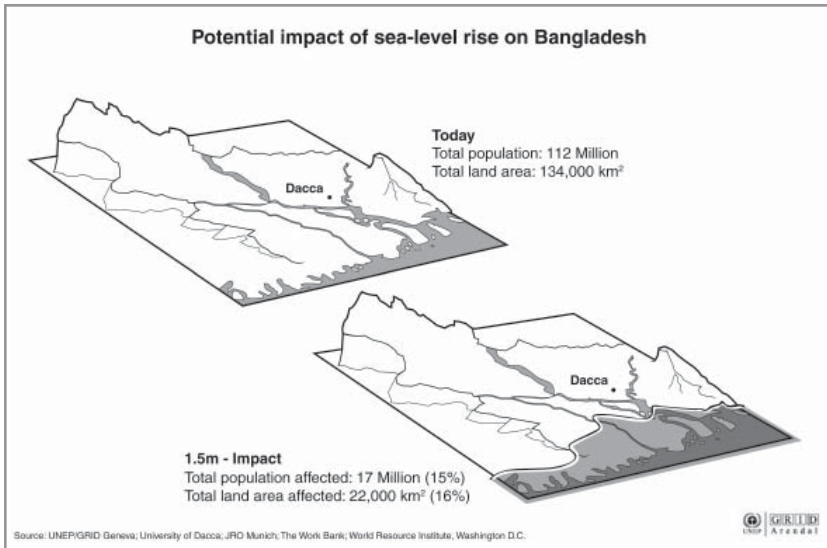 Potential impact of sea-level rise on Bangladesh
Today
Total population: 112 Million
Total land area: 134,000 km²
Dacca
Dacca
1.5m - Impact
Total population affected: 17 Million (15%)
Total land area affected: 22,000 km² (16%)
Source: UNEP/GRID Geneva; University of Dacca; JRO Munich; The Work Bank; World Resource Institute, Washington D.C.
UNEP
GRID
Arendal